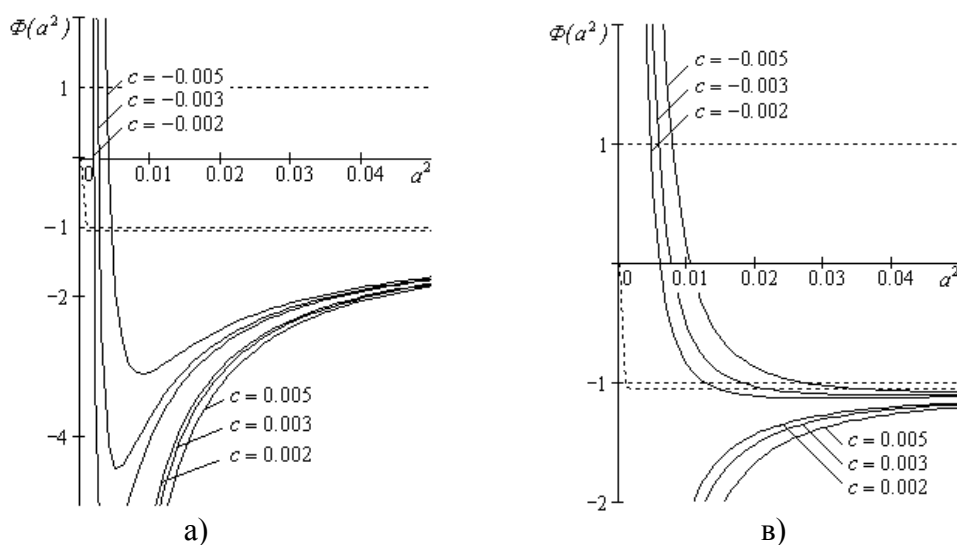 Φ(a²)
1
c = −0.005
c = −0.003
c = −0.002
0
0.01
0.02
0.03
0.04
a²
−1
−2
−4
c = 0.005
c = 0.003
c = 0.002
а)
Φ(a²)
1
c = −0.005
c = −0.003
c = −0.002
0
0.01
0.02
0.03
0.04
a²
−1
−2
c = 0.005
c = 0.003
c = 0.002
в)